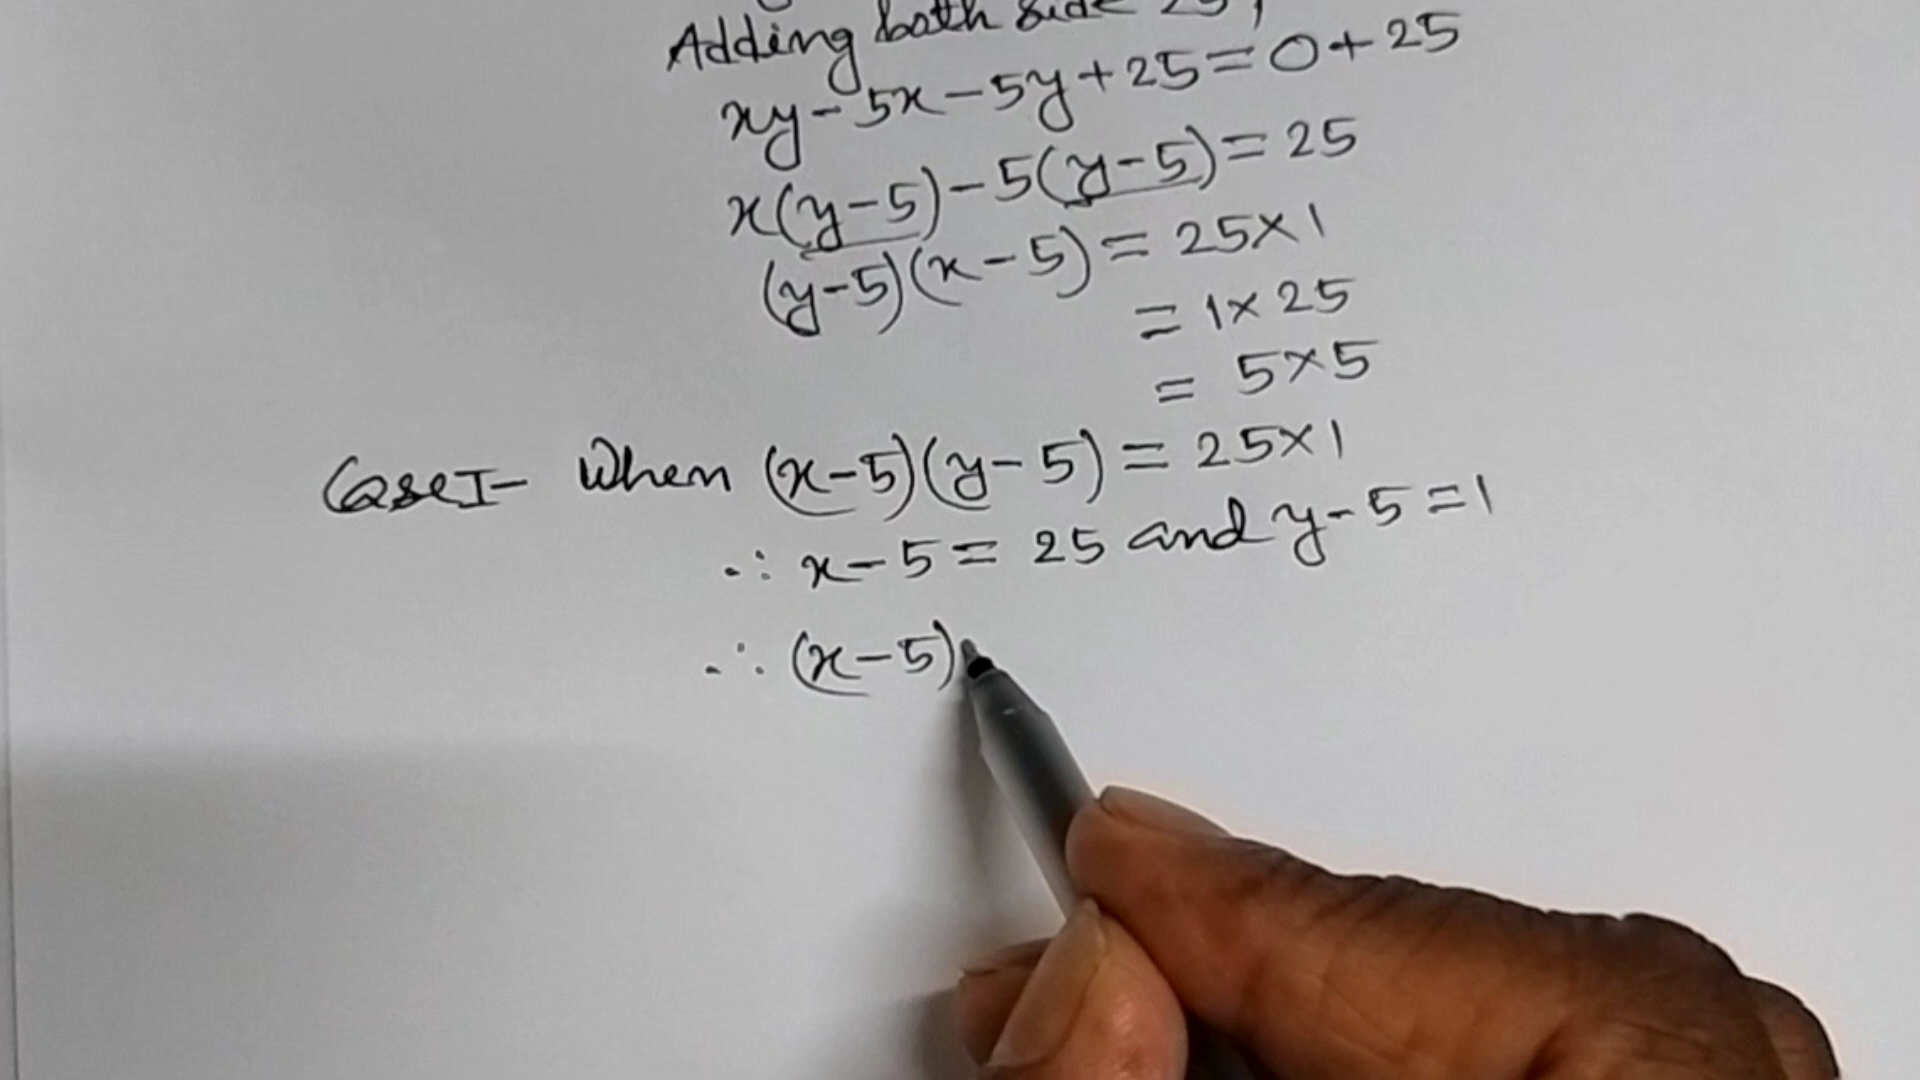 Adding both side 25,
xy-5x-5y+25=0+25
x(y-5)-5(y-5)=25
(y-5)(x-5)=25×1
=1×25
=5×5
Case I- When (x-5)(y-5)=25×1
∴ x-5=25 and y-5=1
∴ (x-5)